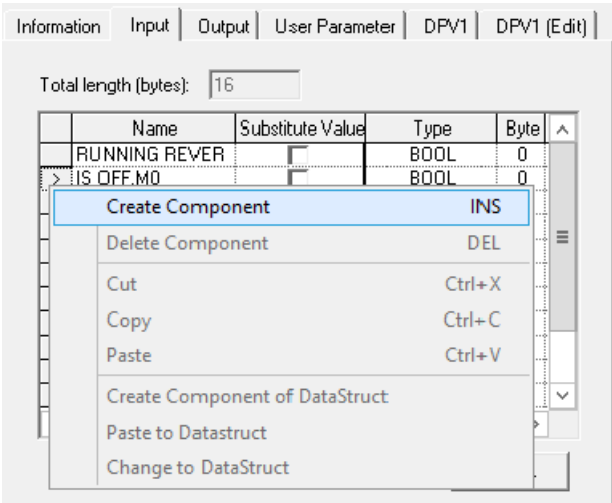 Information Input Output User Parameter DPV1 DPV1 (Edit)
Total length (bytes): 16
Name Substitute Value Type Byte
RUNNING REVER BOOL 0
> IS OFF.M0 BOOL 0
Create Component INS
Delete Component DEL
Cut Ctrl+X
Copy Ctrl+C
Paste Ctrl+V
Create Component of DataStruct
Paste to Datastruct
Change to DataStruct